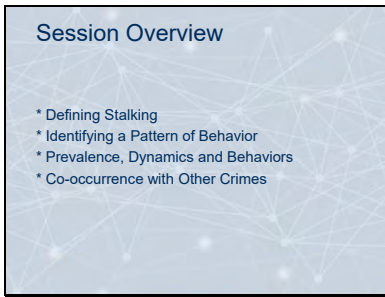 Session Overview
* Defining Stalking
* Identifying a Pattern of Behavior
* Prevalence, Dynamics and Behaviors
* Co-occurrence with Other Crimes